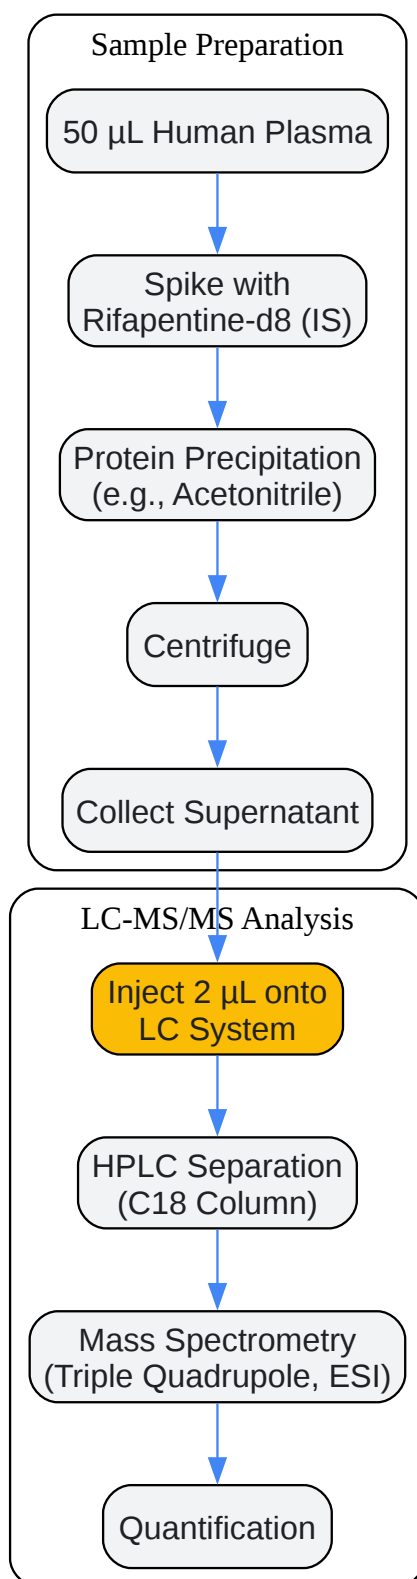 Sample Preparation
50 µL Human Plasma
Spike with
Rifapentine-d8 (IS)
Protein Precipitation
(e.g., Acetonitrile)
Centrifuge
Collect Supernatant
LC-MS/MS Analysis
Inject 2 µL onto
LC System
HPLC Separation
(C18 Column)
Mass Spectrometry
(Triple Quadrupole, ESI)
Quantification